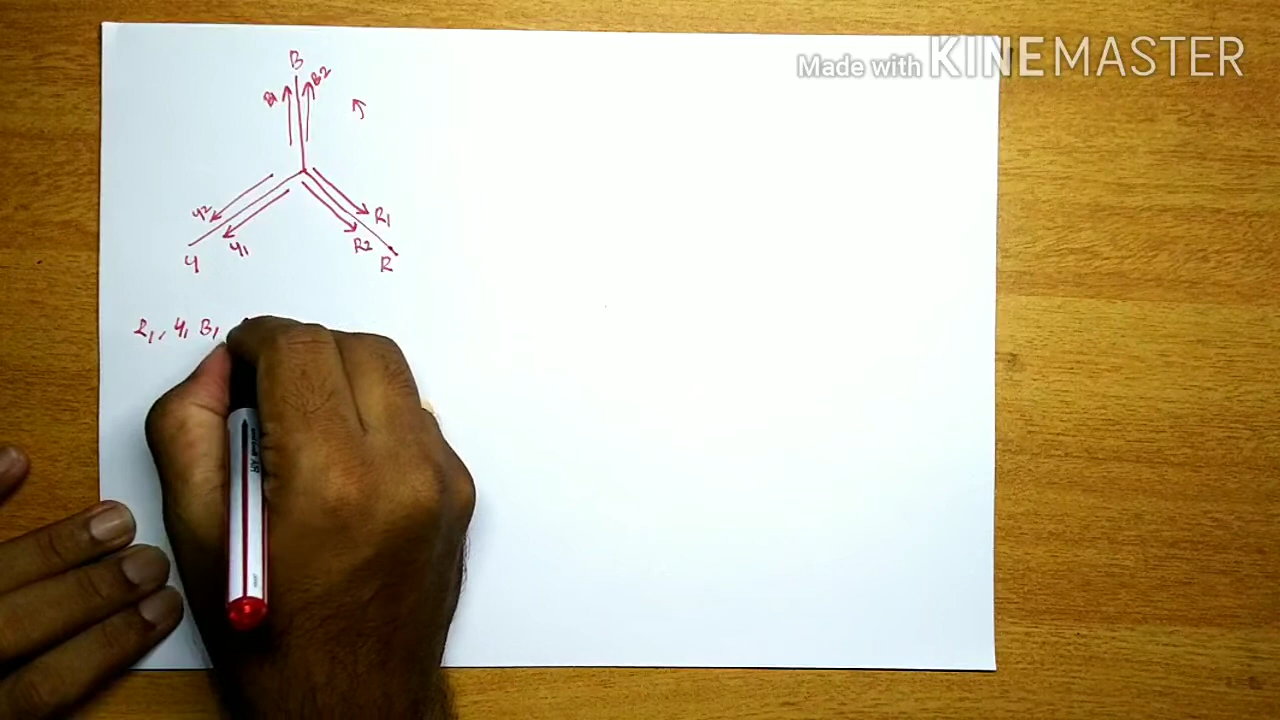 Made with KINEMASTER
B
B1 B2
Y2 R1
Y1 R2
Y R
R1, Y1 B1